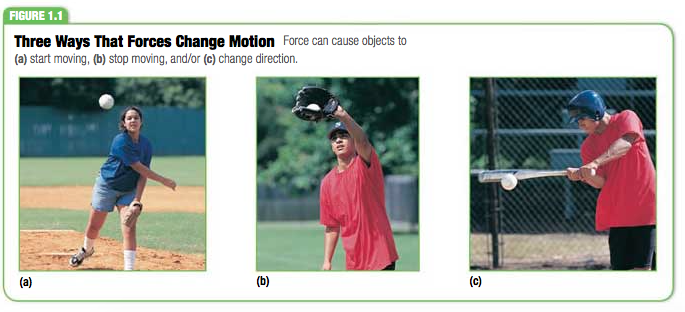 FIGURE 1.1
Three Ways That Forces Change Motion Force can cause objects to
(a) start moving, (b) stop moving, and/or (c) change direction.
(a)
(b)
(c)